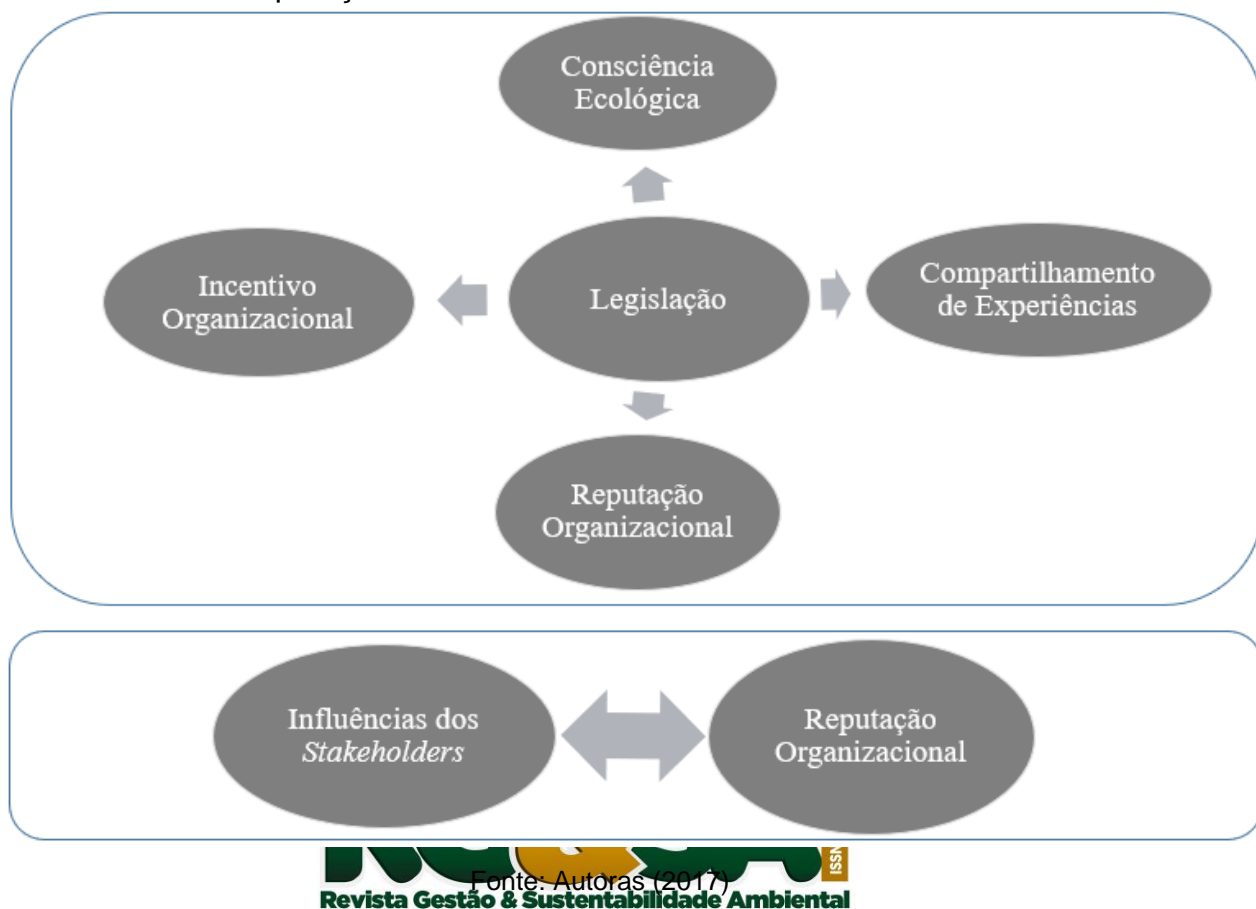 Consciência
Ecológica
Incentivo
Organizacional
Legislação
Compartilhamento
de Experiências
Reputação
Organizacional
Influências dos
Stakeholders
Reputação
Organizacional
ISSN
Fonte: Autoras (2017)
Revista Gestão & Sustentabilidade Ambiental